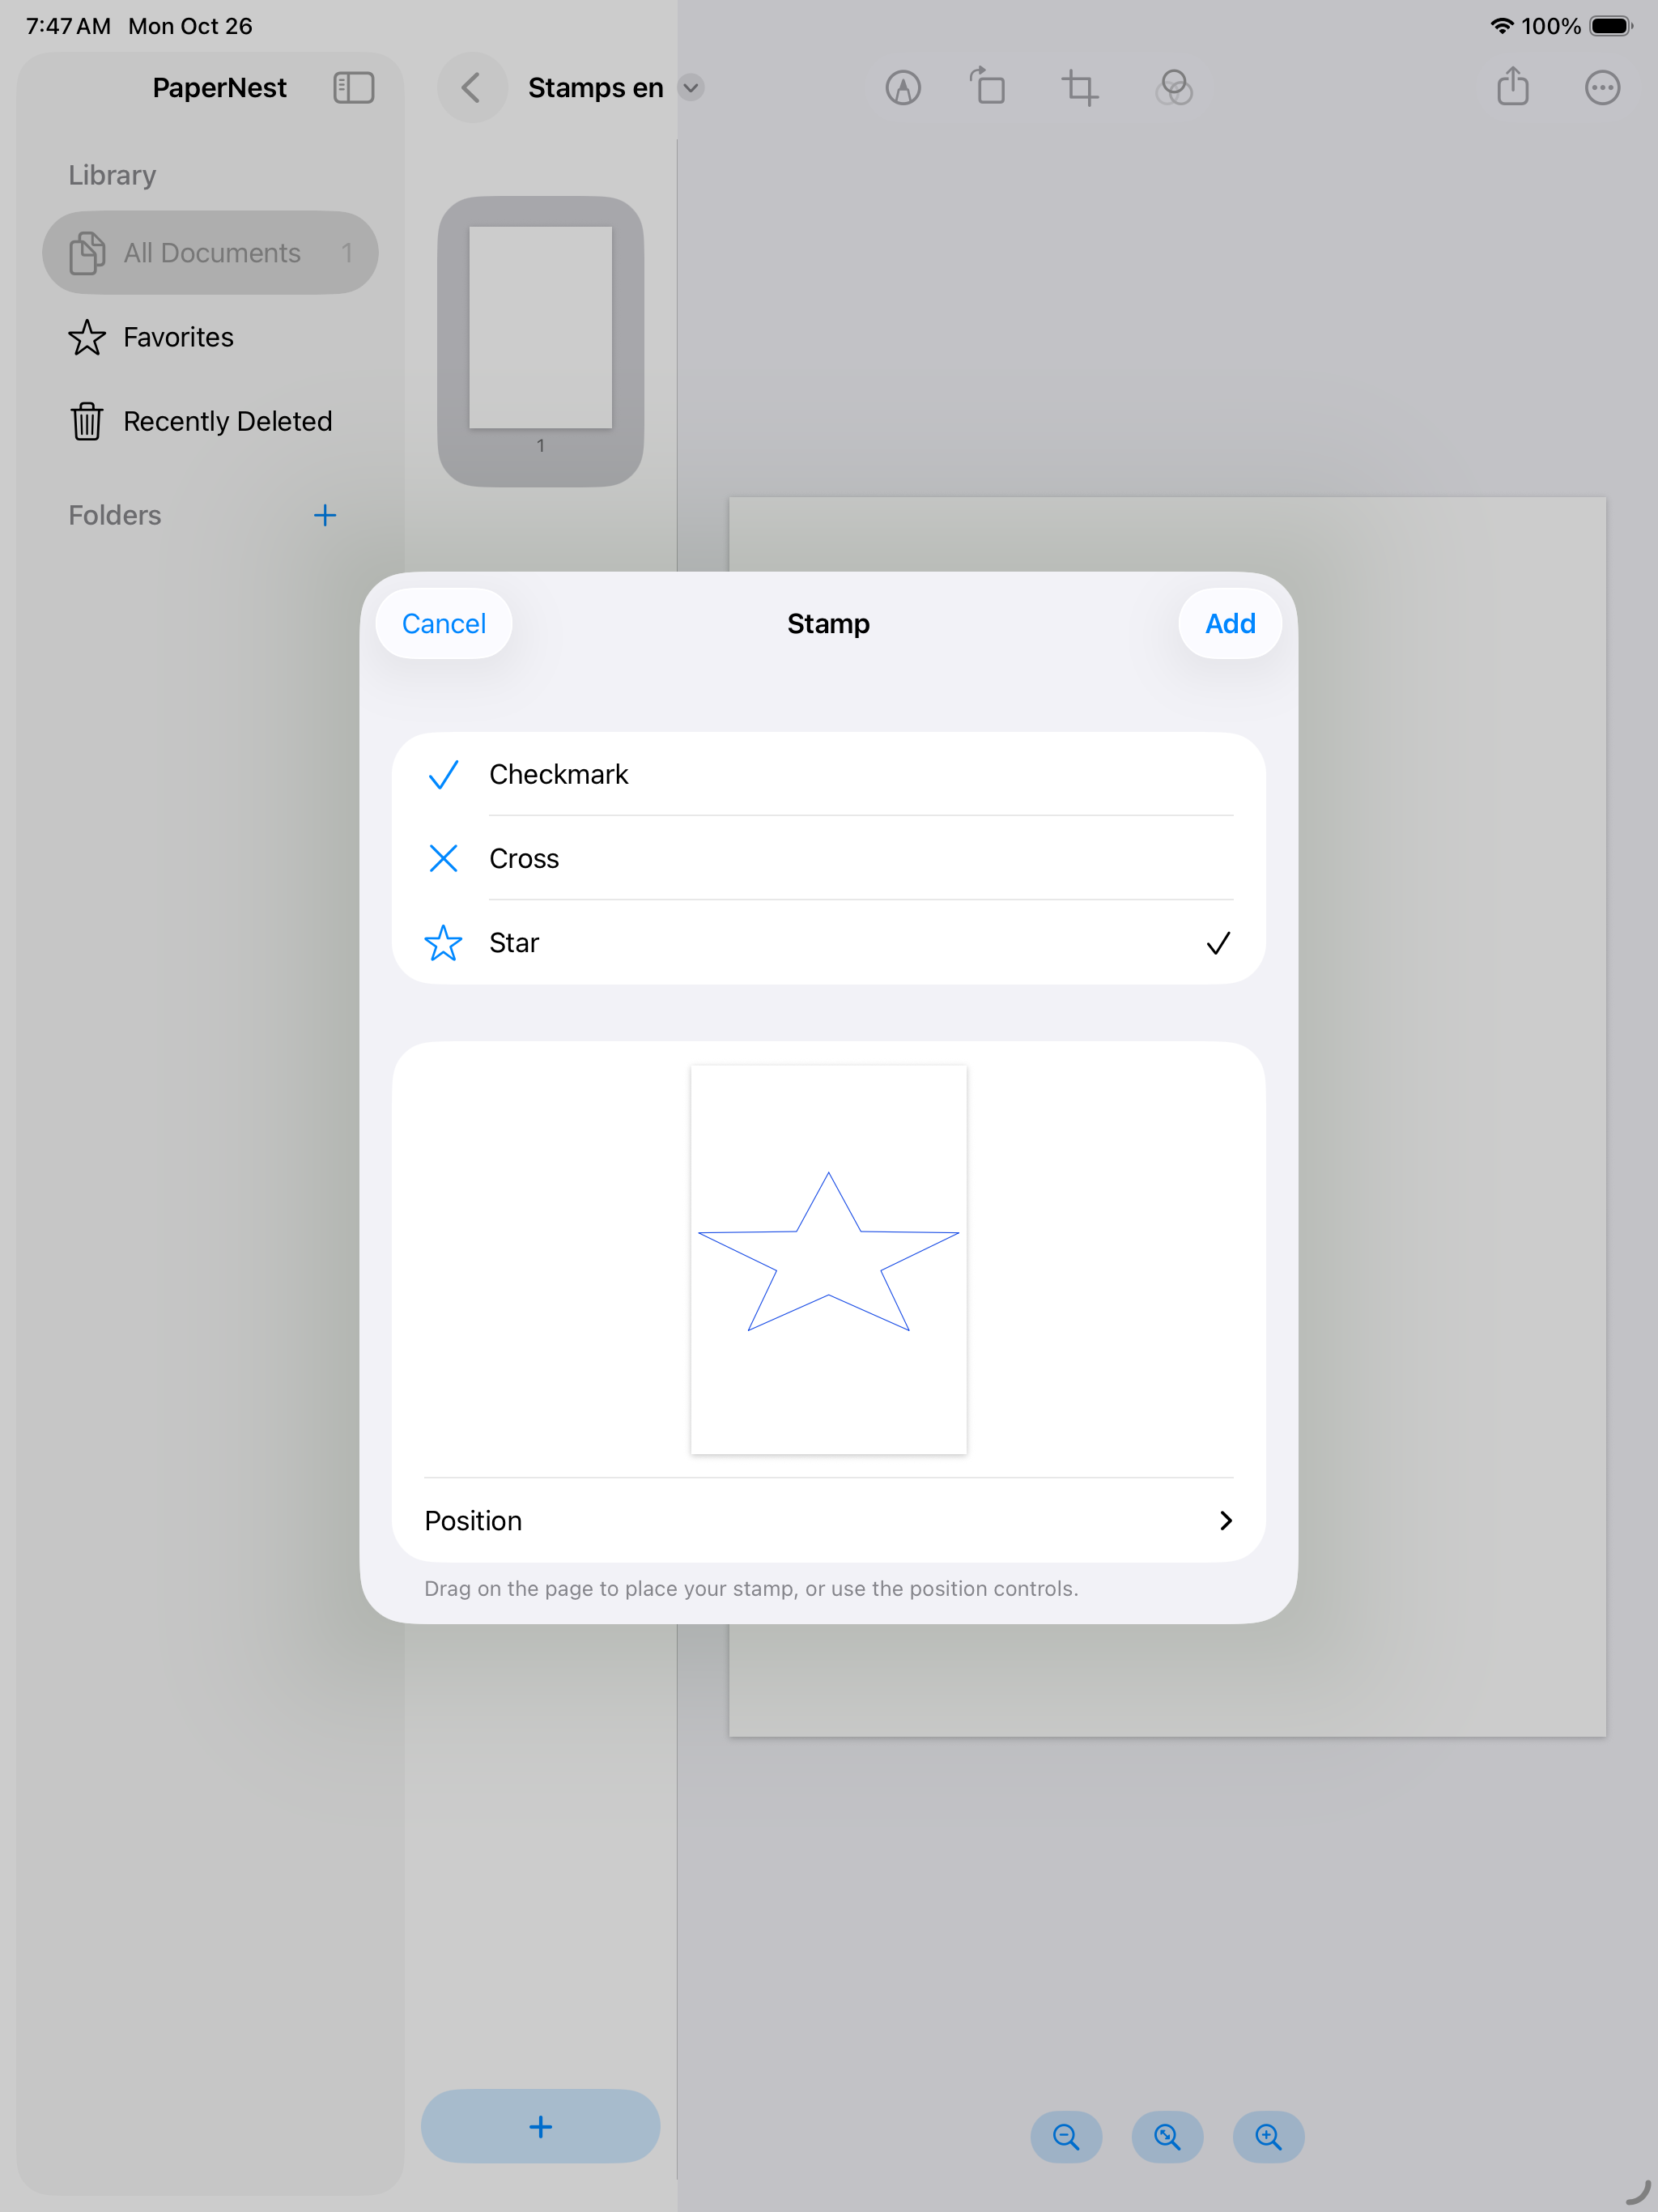 7:47 AM Mon Oct 26
100%
PaperNest
Stamps en
Library
All Documents 1
Favorites
Recently Deleted
Folders
1
Cancel
Stamp
Add
Checkmark
Cross
Star
Position
Drag on the page to place your stamp, or use the position controls.